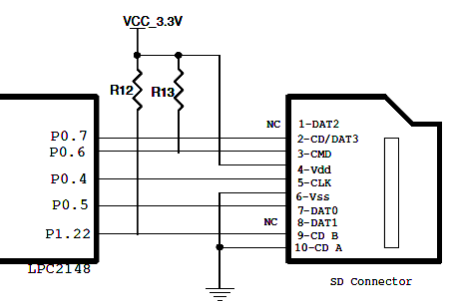 VCC_3.3V
R12
R13
NC
1-DAT2
P0.7
2-CD/DAT3
P0.6
3-CMD
4-Vdd
P0.4
5-CLK
6-Vss
P0.5
7-DAT0
NC
8-DAT1
P1.22
9-CD B
10-CD A
LPC2148
SD Connector